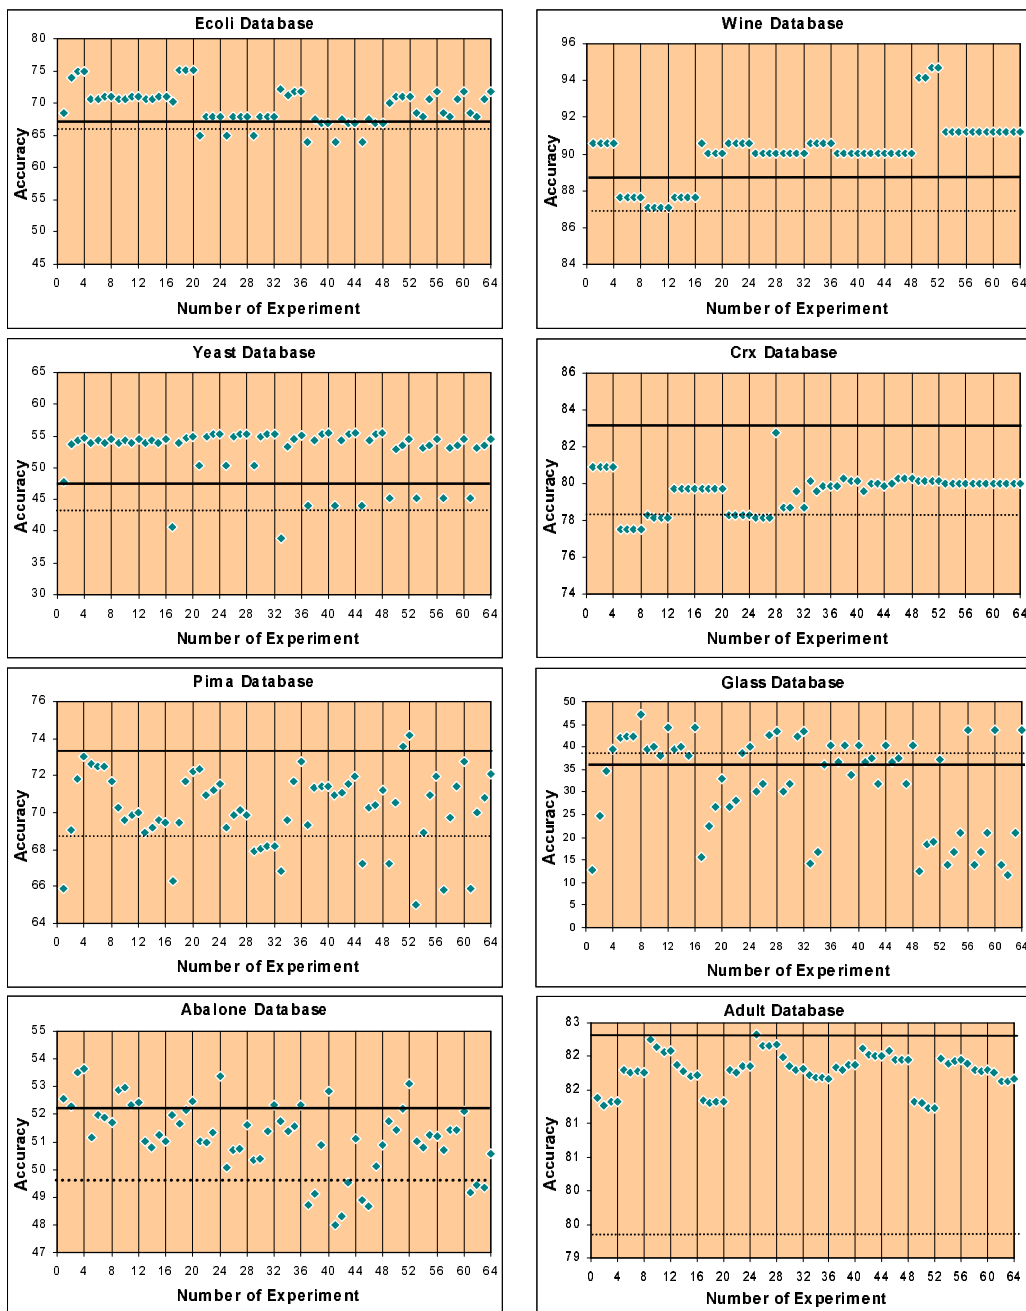 Ecoli Database
80
75
70
65
60
55
50
45
Accuracy
0 4 8 12 16 20 24 28 32 36 40 44 48 52 56 60 64
Number of Experiment
Wine Database
96
94
92
90
88
86
84
Accuracy
0 4 8 12 16 20 24 28 32 36 40 44 48 52 56 60 64
Number of Experiment
Yeast Database
65
60
55
50
45
40
35
30
Accuracy
0 4 8 12 16 20 24 28 32 36 40 44 48 52 56 60 64
Number of Experiment
Crx Database
86
84
82
80
78
76
74
Accuracy
0 4 8 12 16 20 24 28 32 36 40 44 48 52 56 60 64
Number of Experiment
Pima Database
76
74
72
70
68
66
64
Accuracy
0 4 8 12 16 20 24 28 32 36 40 44 48 52 56 60 64
Number of Experiment
Glass Database
50
45
40
35
30
25
20
15
10
5
0
Accuracy
0 4 8 12 16 20 24 28 32 36 40 44 48 52 56 60 64
Number of Experiment
Abalone Database
55
54
53
52
51
50
49
48
47
Accuracy
0 4 8 12 16 20 24 28 32 36 40 44 48 52 56 60 64
Number of Experiment
Adult Database
83
82
82
81
81
80
80
79
Accuracy
0 4 8 12 16 20 24 28 32 36 40 44 48 52 56 60 64
Number of Experiment